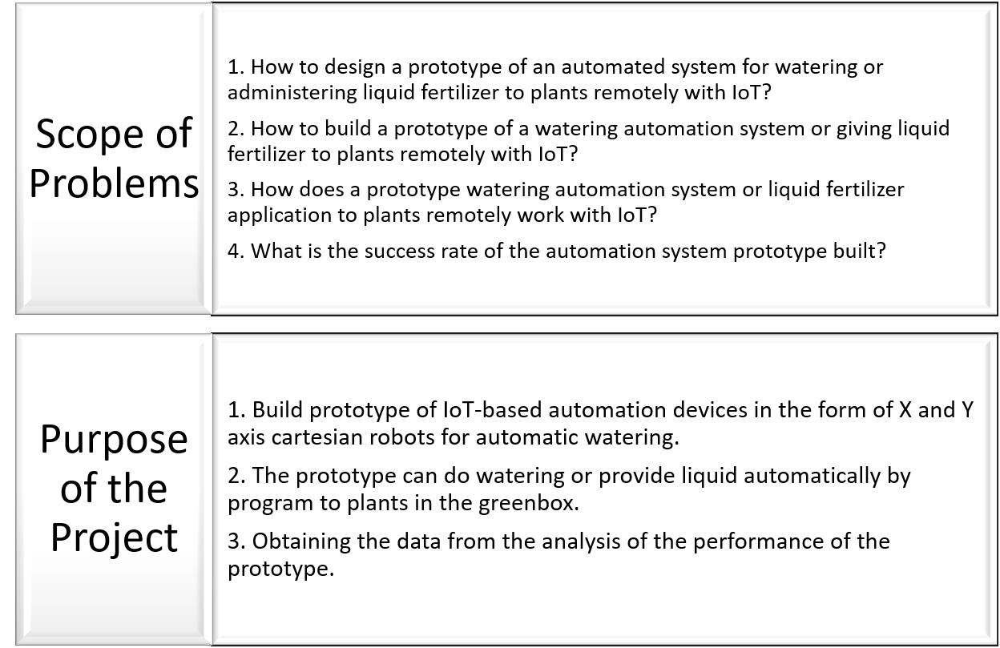 Scope of
Problems
1. How to design a prototype of an automated system for watering or
administering liquid fertilizer to plants remotely with IoT?
2. How to build a prototype of a watering automation system or giving liquid
fertilizer to plants remotely with IoT?
3. How does a prototype watering automation system or liquid fertilizer
application to plants remotely work with IoT?
4. What is the success rate of the automation system prototype built?
Purpose
of the
Project
1. Build prototype of IoT-based automation devices in the form of X and Y
axis cartesian robots for automatic watering.
2. The prototype can do watering or provide liquid automatically by
program to plants in the greenbox.
3. Obtaining the data from the analysis of the performance of the
prototype.